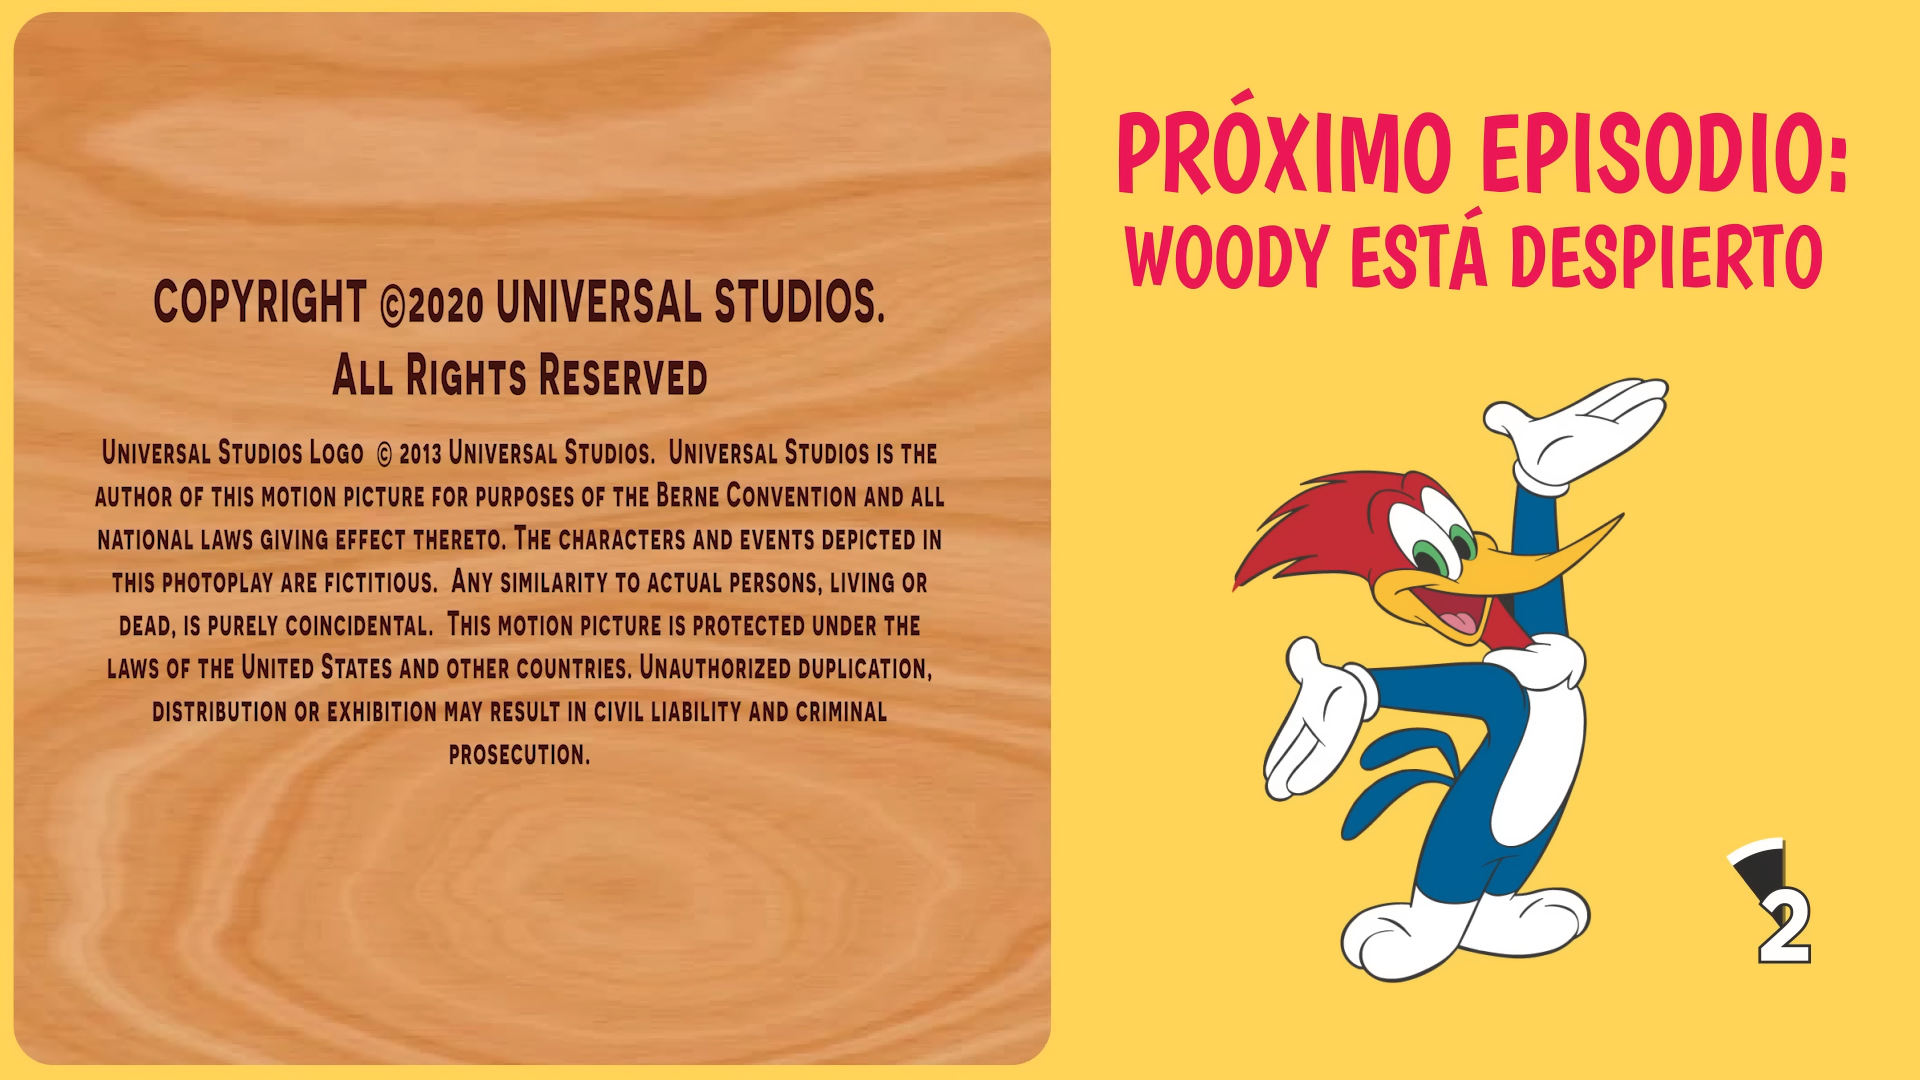 COPYRIGHT ©2020 UNIVERSAL STUDIOS.
ALL RIGHTS RESERVED
UNIVERSAL STUDIOS LOGO © 2013 UNIVERSAL STUDIOS. UNIVERSAL STUDIOS IS THE
AUTHOR OF THIS MOTION PICTURE FOR PURPOSES OF THE BERNE CONVENTION AND ALL
NATIONAL LAWS GIVING EFFECT THERETO. THE CHARACTERS AND EVENTS DEPICTED IN
THIS PHOTOPLAY ARE FICTITIOUS. ANY SIMILARITY TO ACTUAL PERSONS, LIVING OR
DEAD, IS PURELY COINCIDENTAL. THIS MOTION PICTURE IS PROTECTED UNDER THE
LAWS OF THE UNITED STATES AND OTHER COUNTRIES. UNAUTHORIZED DUPLICATION,
DISTRIBUTION OR EXHIBITION MAY RESULT IN CIVIL LIABILITY AND CRIMINAL
PROSECUTION.
PRÓXIMO EPISODIO:
WOODY ESTÁ DESPIERTO
2